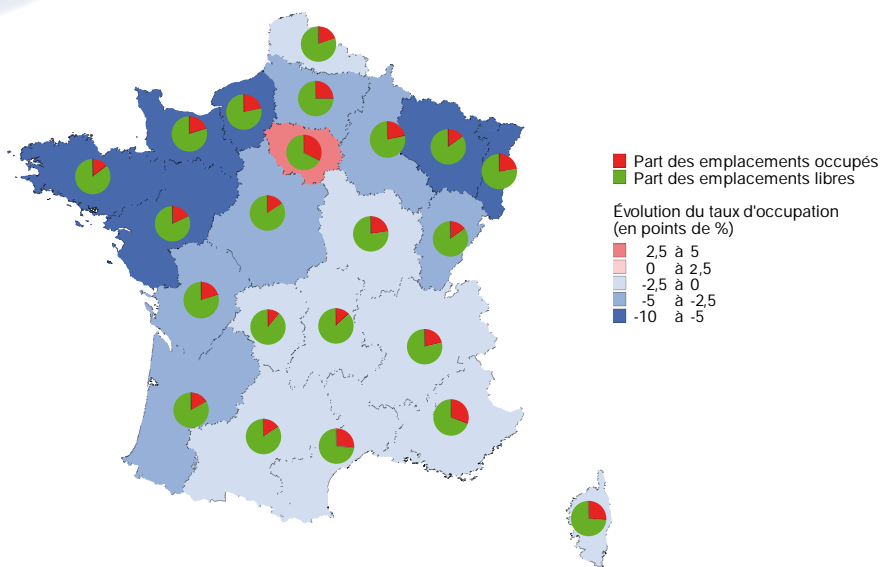 Part des emplacements occupés
Part des emplacements libres
Évolution du taux d'occupation
(en points de %)
2,5 à 5
0 à 2,5
-2,5 à 0
-5 à -2,5
-10 à -5